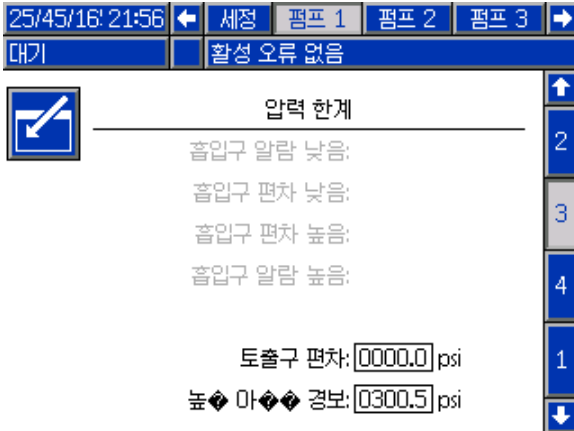 25/45/16! 21:56 세정 펌프 1 펌프 2 펌프 3
대기 활성 오류 없음
압력 한계
2
흡입구 알람 낮음:
흡입구 편차 낮음:
3
흡입구 편차 높음:
흡입구 알람 높음:
4
토출구 편차: 0000.0 psi
1
높� 아�� 경보: 0300.5 psi